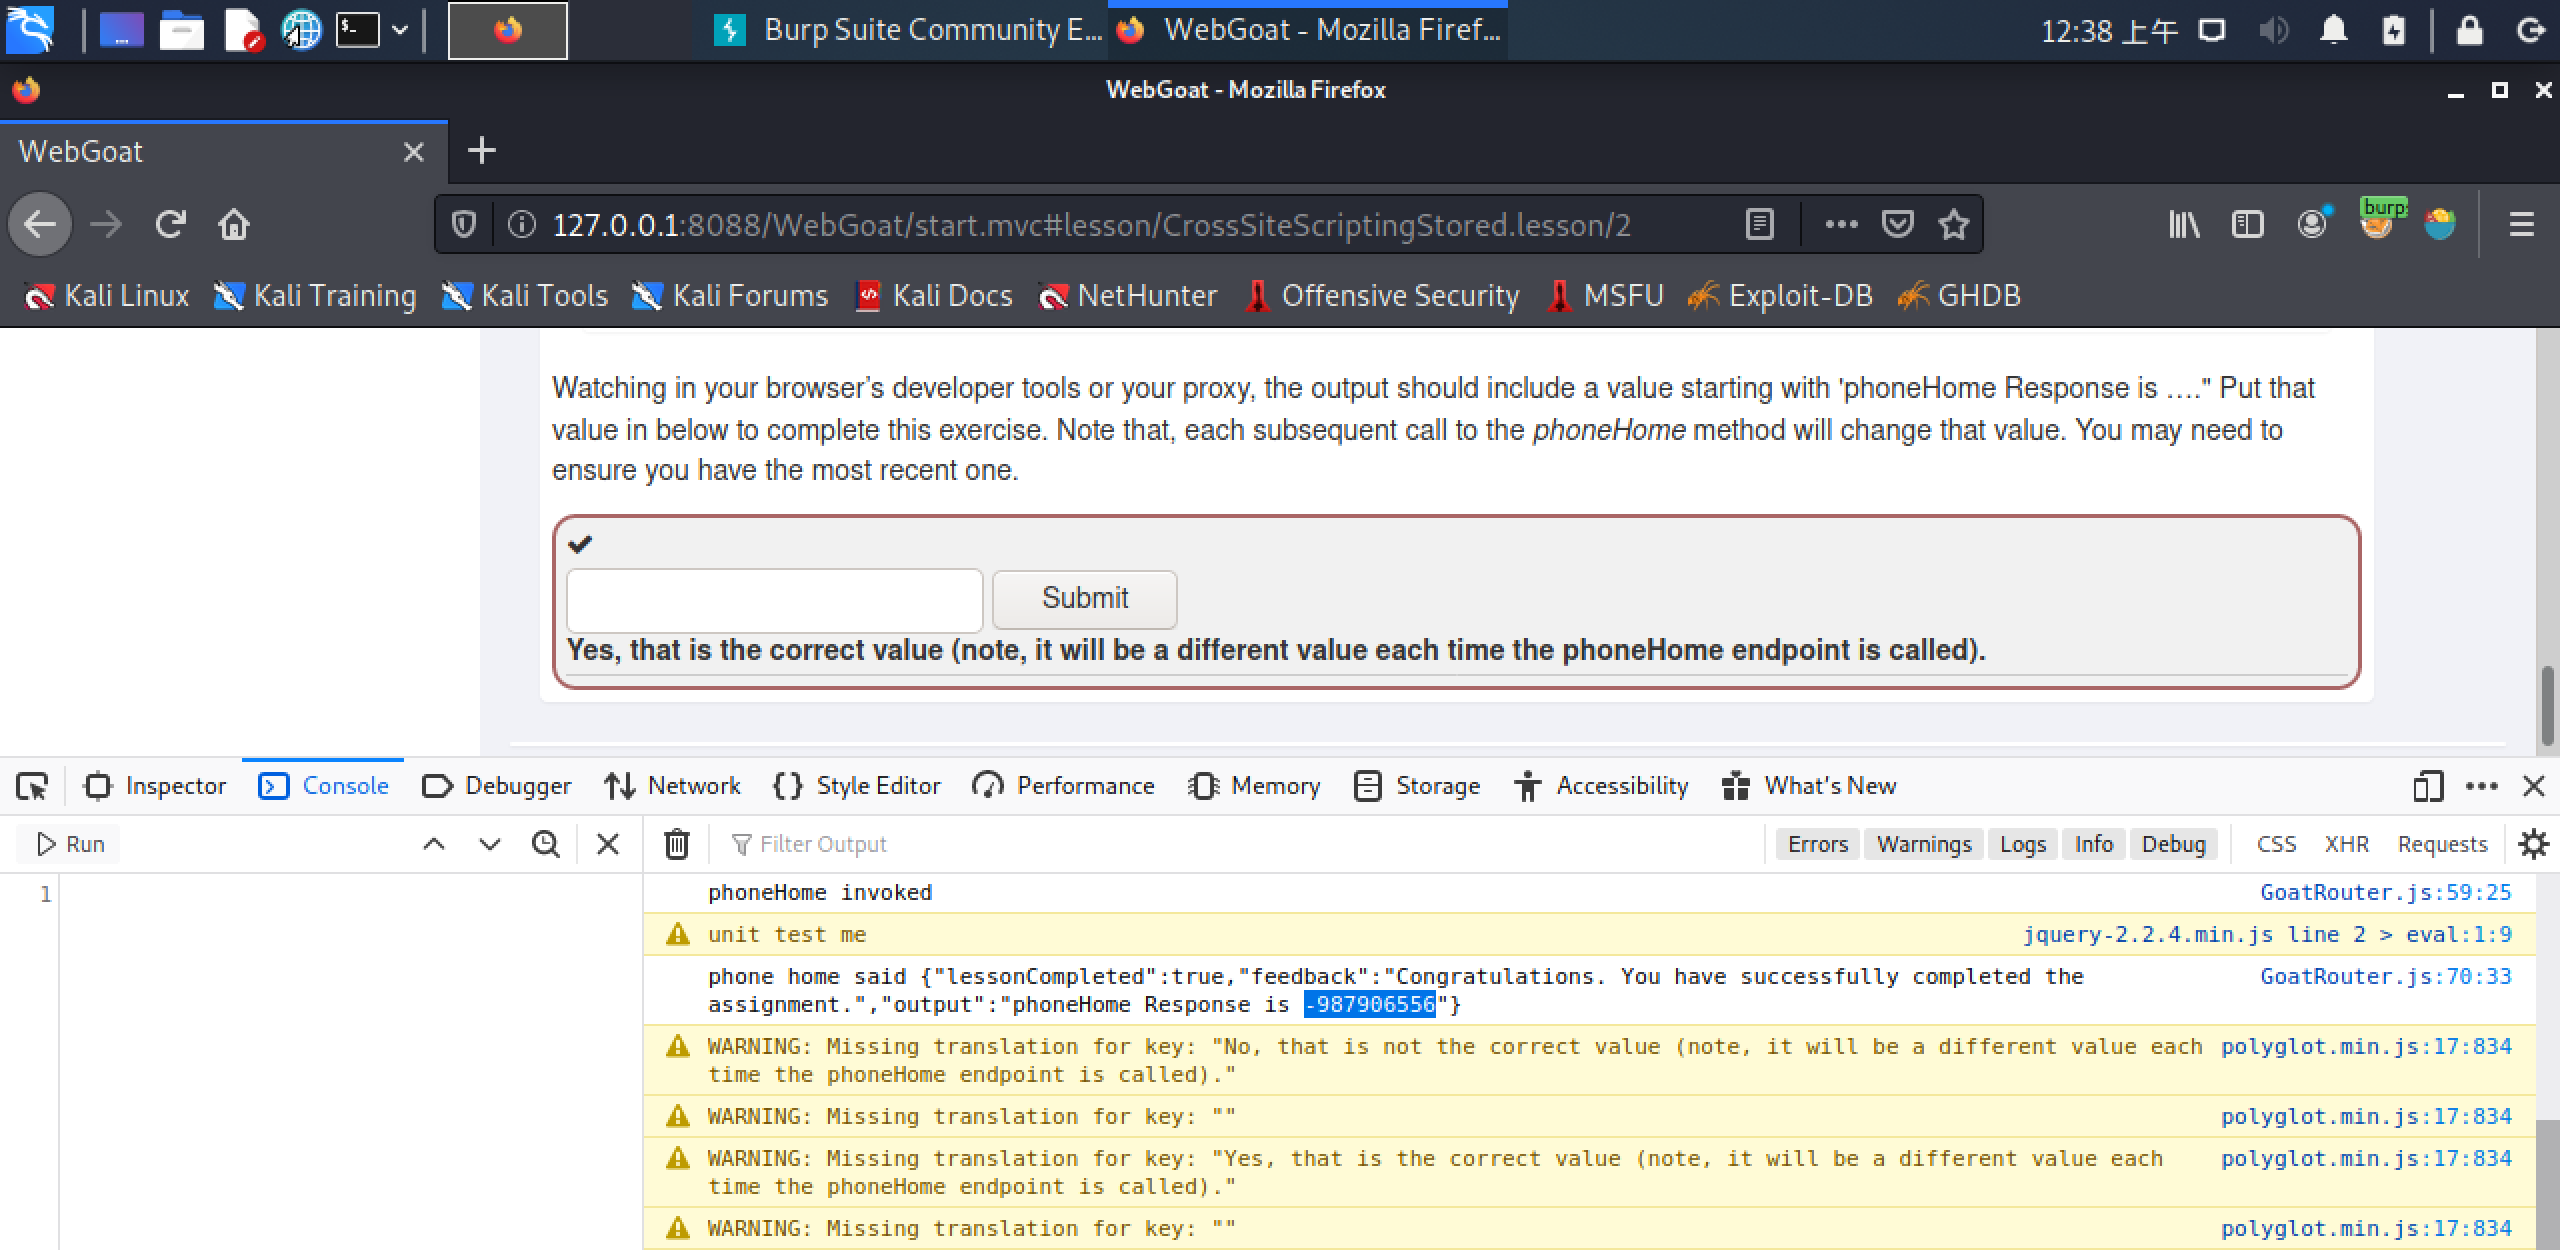 Burp Suite Community E...
WebGoat - Mozilla Firef...
12:38 上午
WebGoat - Mozilla Firefox
WebGoat
127.0.0.1:8088/WebGoat/start.mvc#lesson/CrossSiteScriptingStored.lesson/2
burp
Kali Linux Kali Training Kali Tools Kali Forums Kali Docs NetHunter Offensive Security MSFU Exploit-DB GHDB
Watching in your browser’s developer tools or your proxy, the output should include a value starting with 'phoneHome Response is …." Put that
value in below to complete this exercise. Note that, each subsequent call to the phoneHome method will change that value. You may need to
ensure you have the most recent one.
Submit
Yes, that is the correct value (note, it will be a different value each time the phoneHome endpoint is called).
Inspector Console Debugger Network Style Editor Performance Memory Storage Accessibility What's New
Run
Filter Output
Errors Warnings Logs Info Debug CSS XHR Requests
1
phoneHome invoked GoatRouter.js:59:25
unit test me jquery-2.2.4.min.js line 2 > eval:1:9
phone home said {"lessonCompleted":true,"feedback":"Congratulations. You have successfully completed the GoatRouter.js:70:33
assignment.","output":"phoneHome Response is -987906556"}
WARNING: Missing translation for key: "No, that is not the correct value (note, it will be a different value each polyglot.min.js:17:834
time the phoneHome endpoint is called)."
WARNING: Missing translation for key: "" polyglot.min.js:17:834
WARNING: Missing translation for key: "Yes, that is the correct value (note, it will be a different value each polyglot.min.js:17:834
time the phoneHome endpoint is called)."
WARNING: Missing translation for key: "" polyglot.min.js:17:834